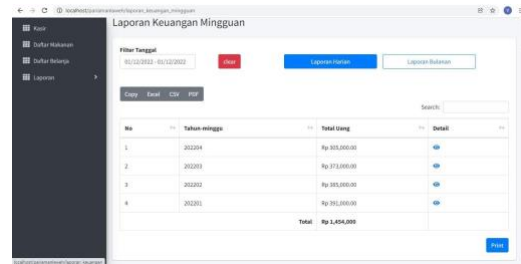 localhost/
Laporan Keuangan Mingguan
Kasir
Daftar Makanan
Daftar Belanja
Laporan
Filter Tanggal
01/12/2022 - 01/12/2022
clear
Laporan Harian
Laporan Bulanan
Copy Excel CSV PDF
Search:
No Tahun-minggu Total Uang Detail
1 202204 Rp 305,000.00
2 202203 Rp 373,000.00
3 202202 Rp 385,000.00
4 202201 Rp 391,000.00
Total Rp 1,454,000
Print